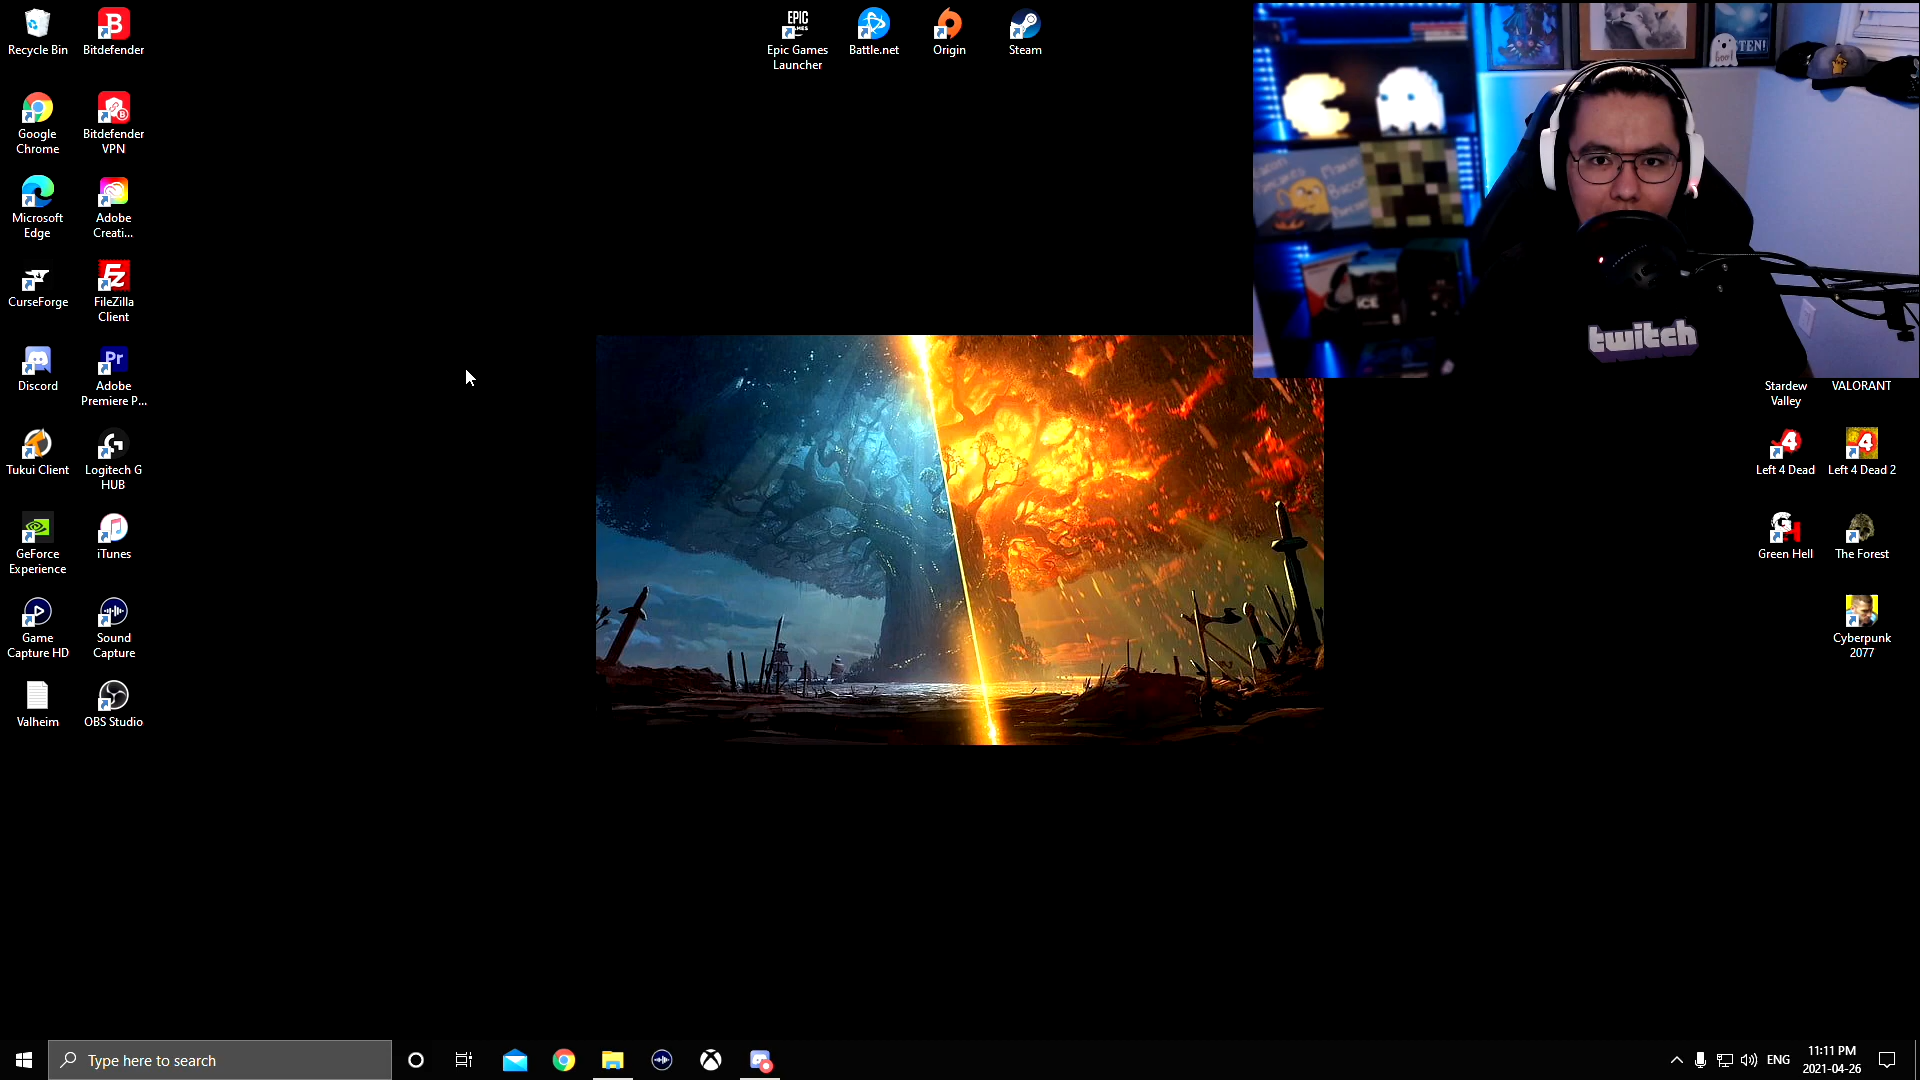 Recycle Bin
Bitdefender
Google
Chrome
Bitdefender
VPN
Microsoft
Edge
Adobe
Creati...
CurseForge
FileZilla
Client
Discord
Pr
Adobe
Premiere P...
Tukui Client
Logitech G
HUB
GeForce
Experience
iTunes
Game
Capture HD
Sound
Capture
Valheim
OBS Studio
EPIC
GAMES
Epic Games
Launcher
Battle.net
Origin
Steam
twitch
Stardew
Valley
VALORANT
Left 4 Dead
Left 4 Dead 2
Green Hell
The Forest
Cyberpunk
2077
Type here to search
ENG
11:11 PM
2021-04-26